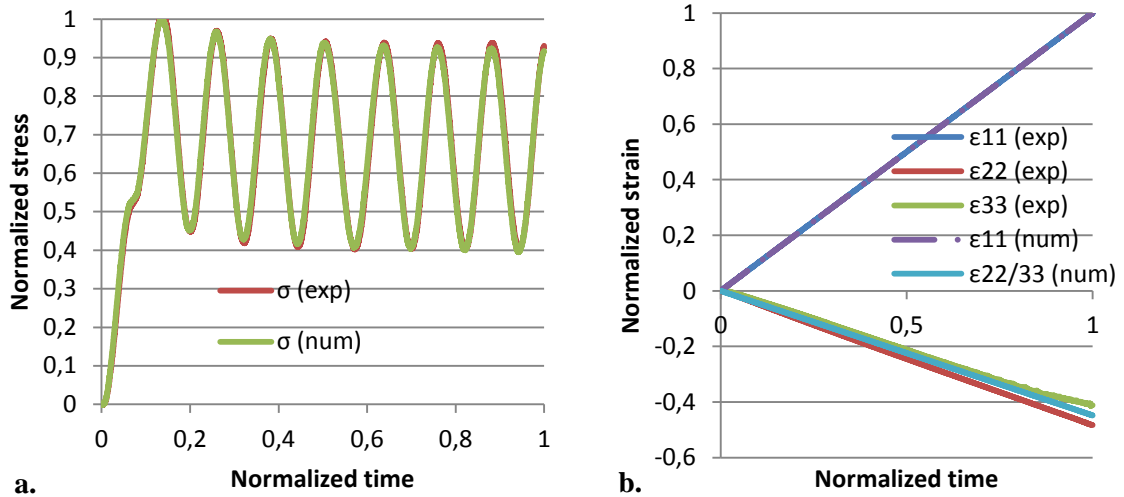 1
0,9
0,8
0,7
0,6
0,5
0,4
0,3
0,2
0,1
0
Normalized stress
σ (exp)
σ (num)
0 0,2 0,4 0,6 0,8 1
Normalized time
a.
1
0,8
0,6
0,4
0,2
0
-0,2
-0,4
-0,6
Normalized strain
ε11 (exp)
ε22 (exp)
ε33 (exp)
ε11 (num)
ε22/33 (num)
0 0,5 1
Normalized time
b.